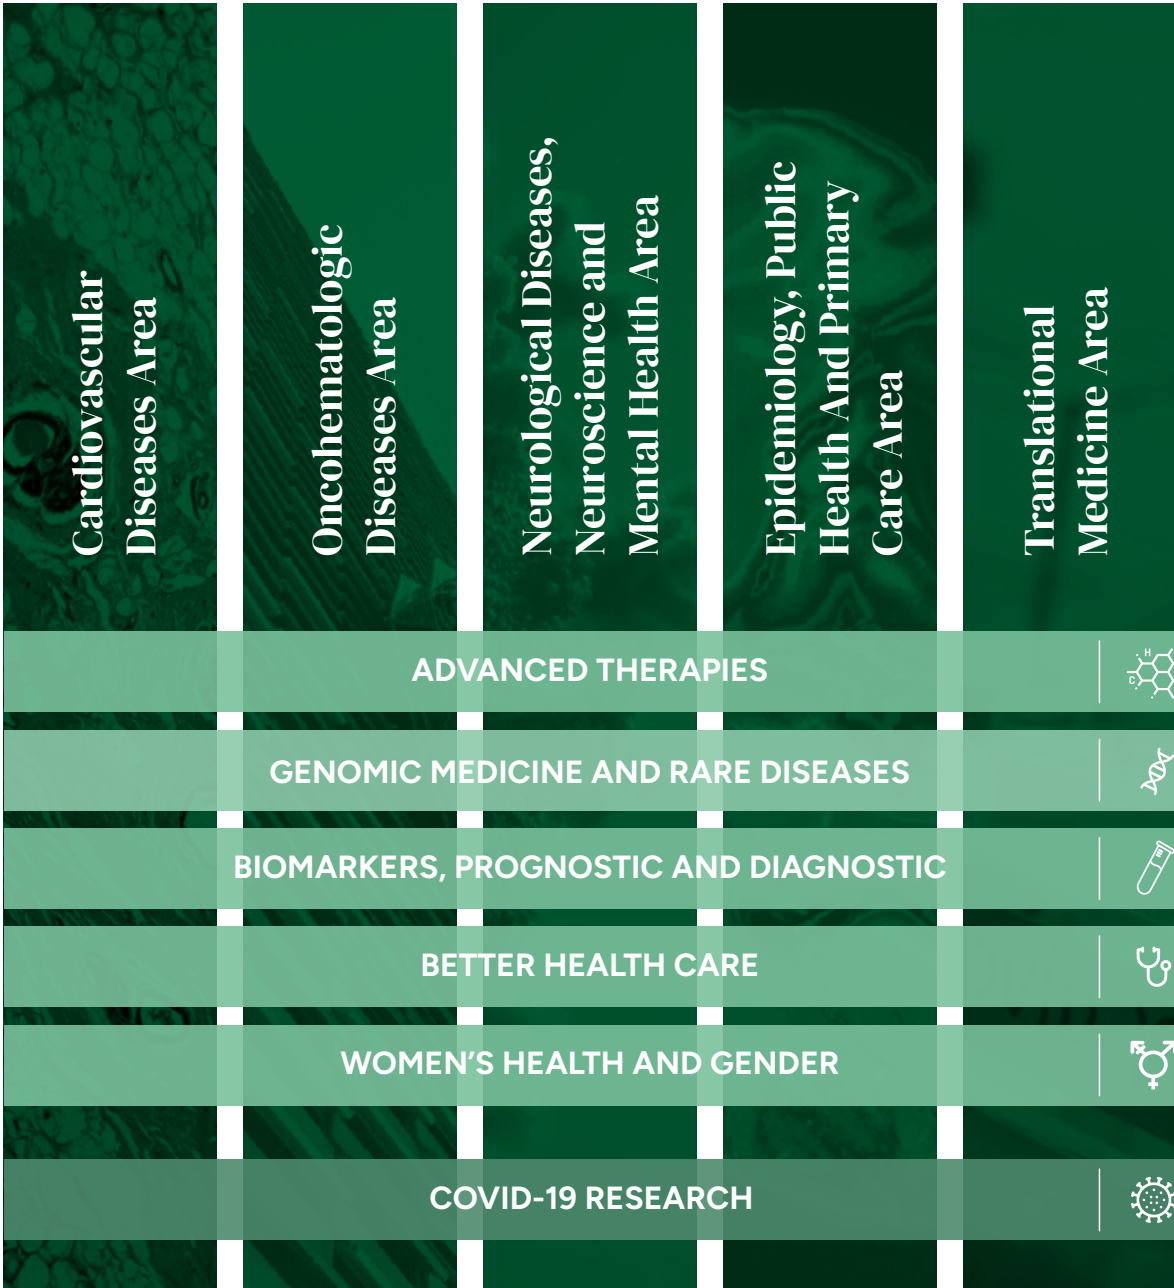 Cardiovascular
Diseases Area
Oncohematologic
Diseases Area
Neurological Diseases,
Neuroscience and
Mental Health Area
Epidemiology, Public
Health And Primary
Care Area
Translational
Medicine Area
ADVANCED THERAPIES
H
C
GENOMIC MEDICINE AND RARE DISEASES
BIOMARKERS, PROGNOSTIC AND DIAGNOSTIC
BETTER HEALTH CARE
WOMEN’S HEALTH AND GENDER
COVID-19 RESEARCH